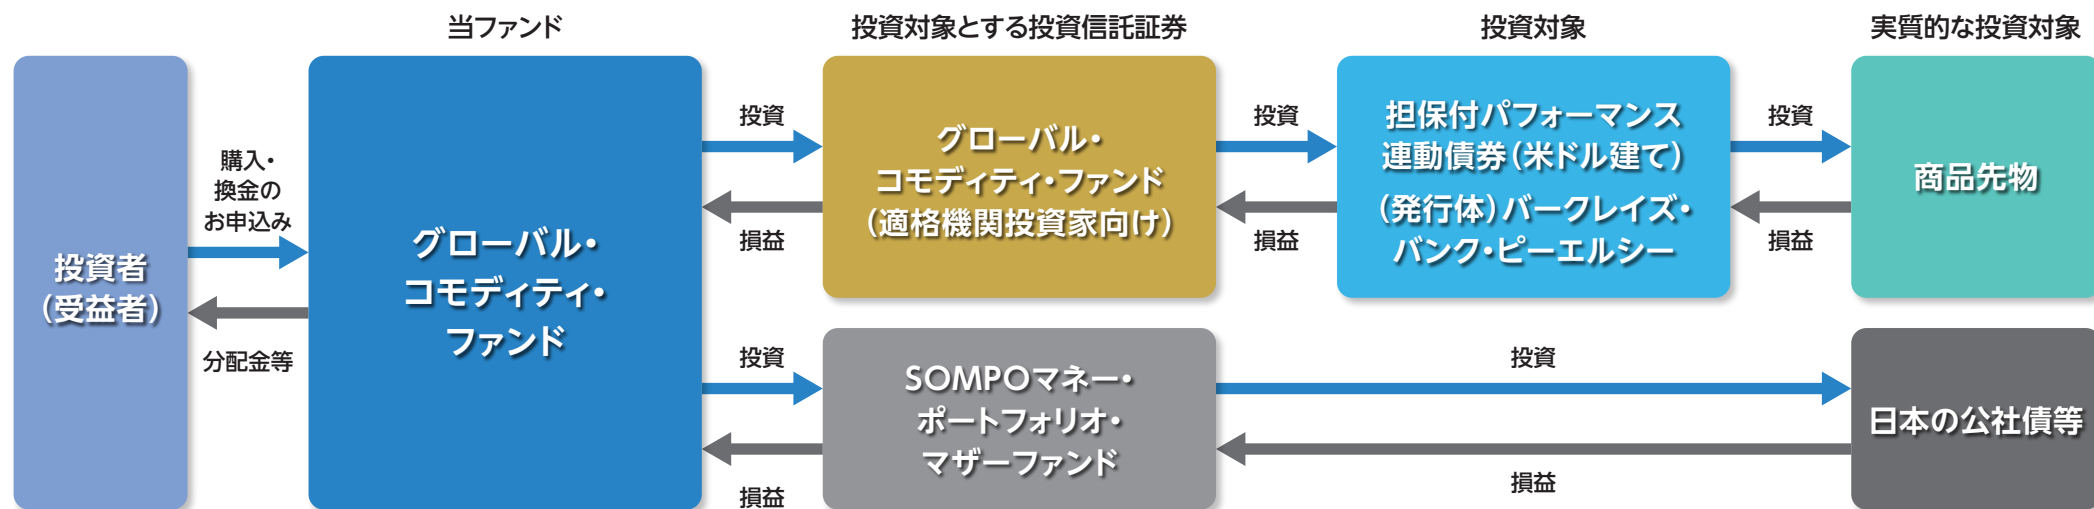 当ファンド
投資対象とする投資信託証券
投資対象
実質的な投資対象
投資者
（受益者）
購入・
換金の
お申込み
分配金等
グローバル・
コモディティ・
ファンド
投資
損益
投資
損益
グローバル・
コモディティ・ファンド
（適格機関投資家向け）
投資
損益
担保付パフォーマンス
連動債券（米ドル建て）
（発行体）バークレイズ・
バンク・ピーエルシー
投資
損益
商品先物
SOMPOマネー・
ポートフォリオ・
マザーファンド
投資
損益
日本の公社債等